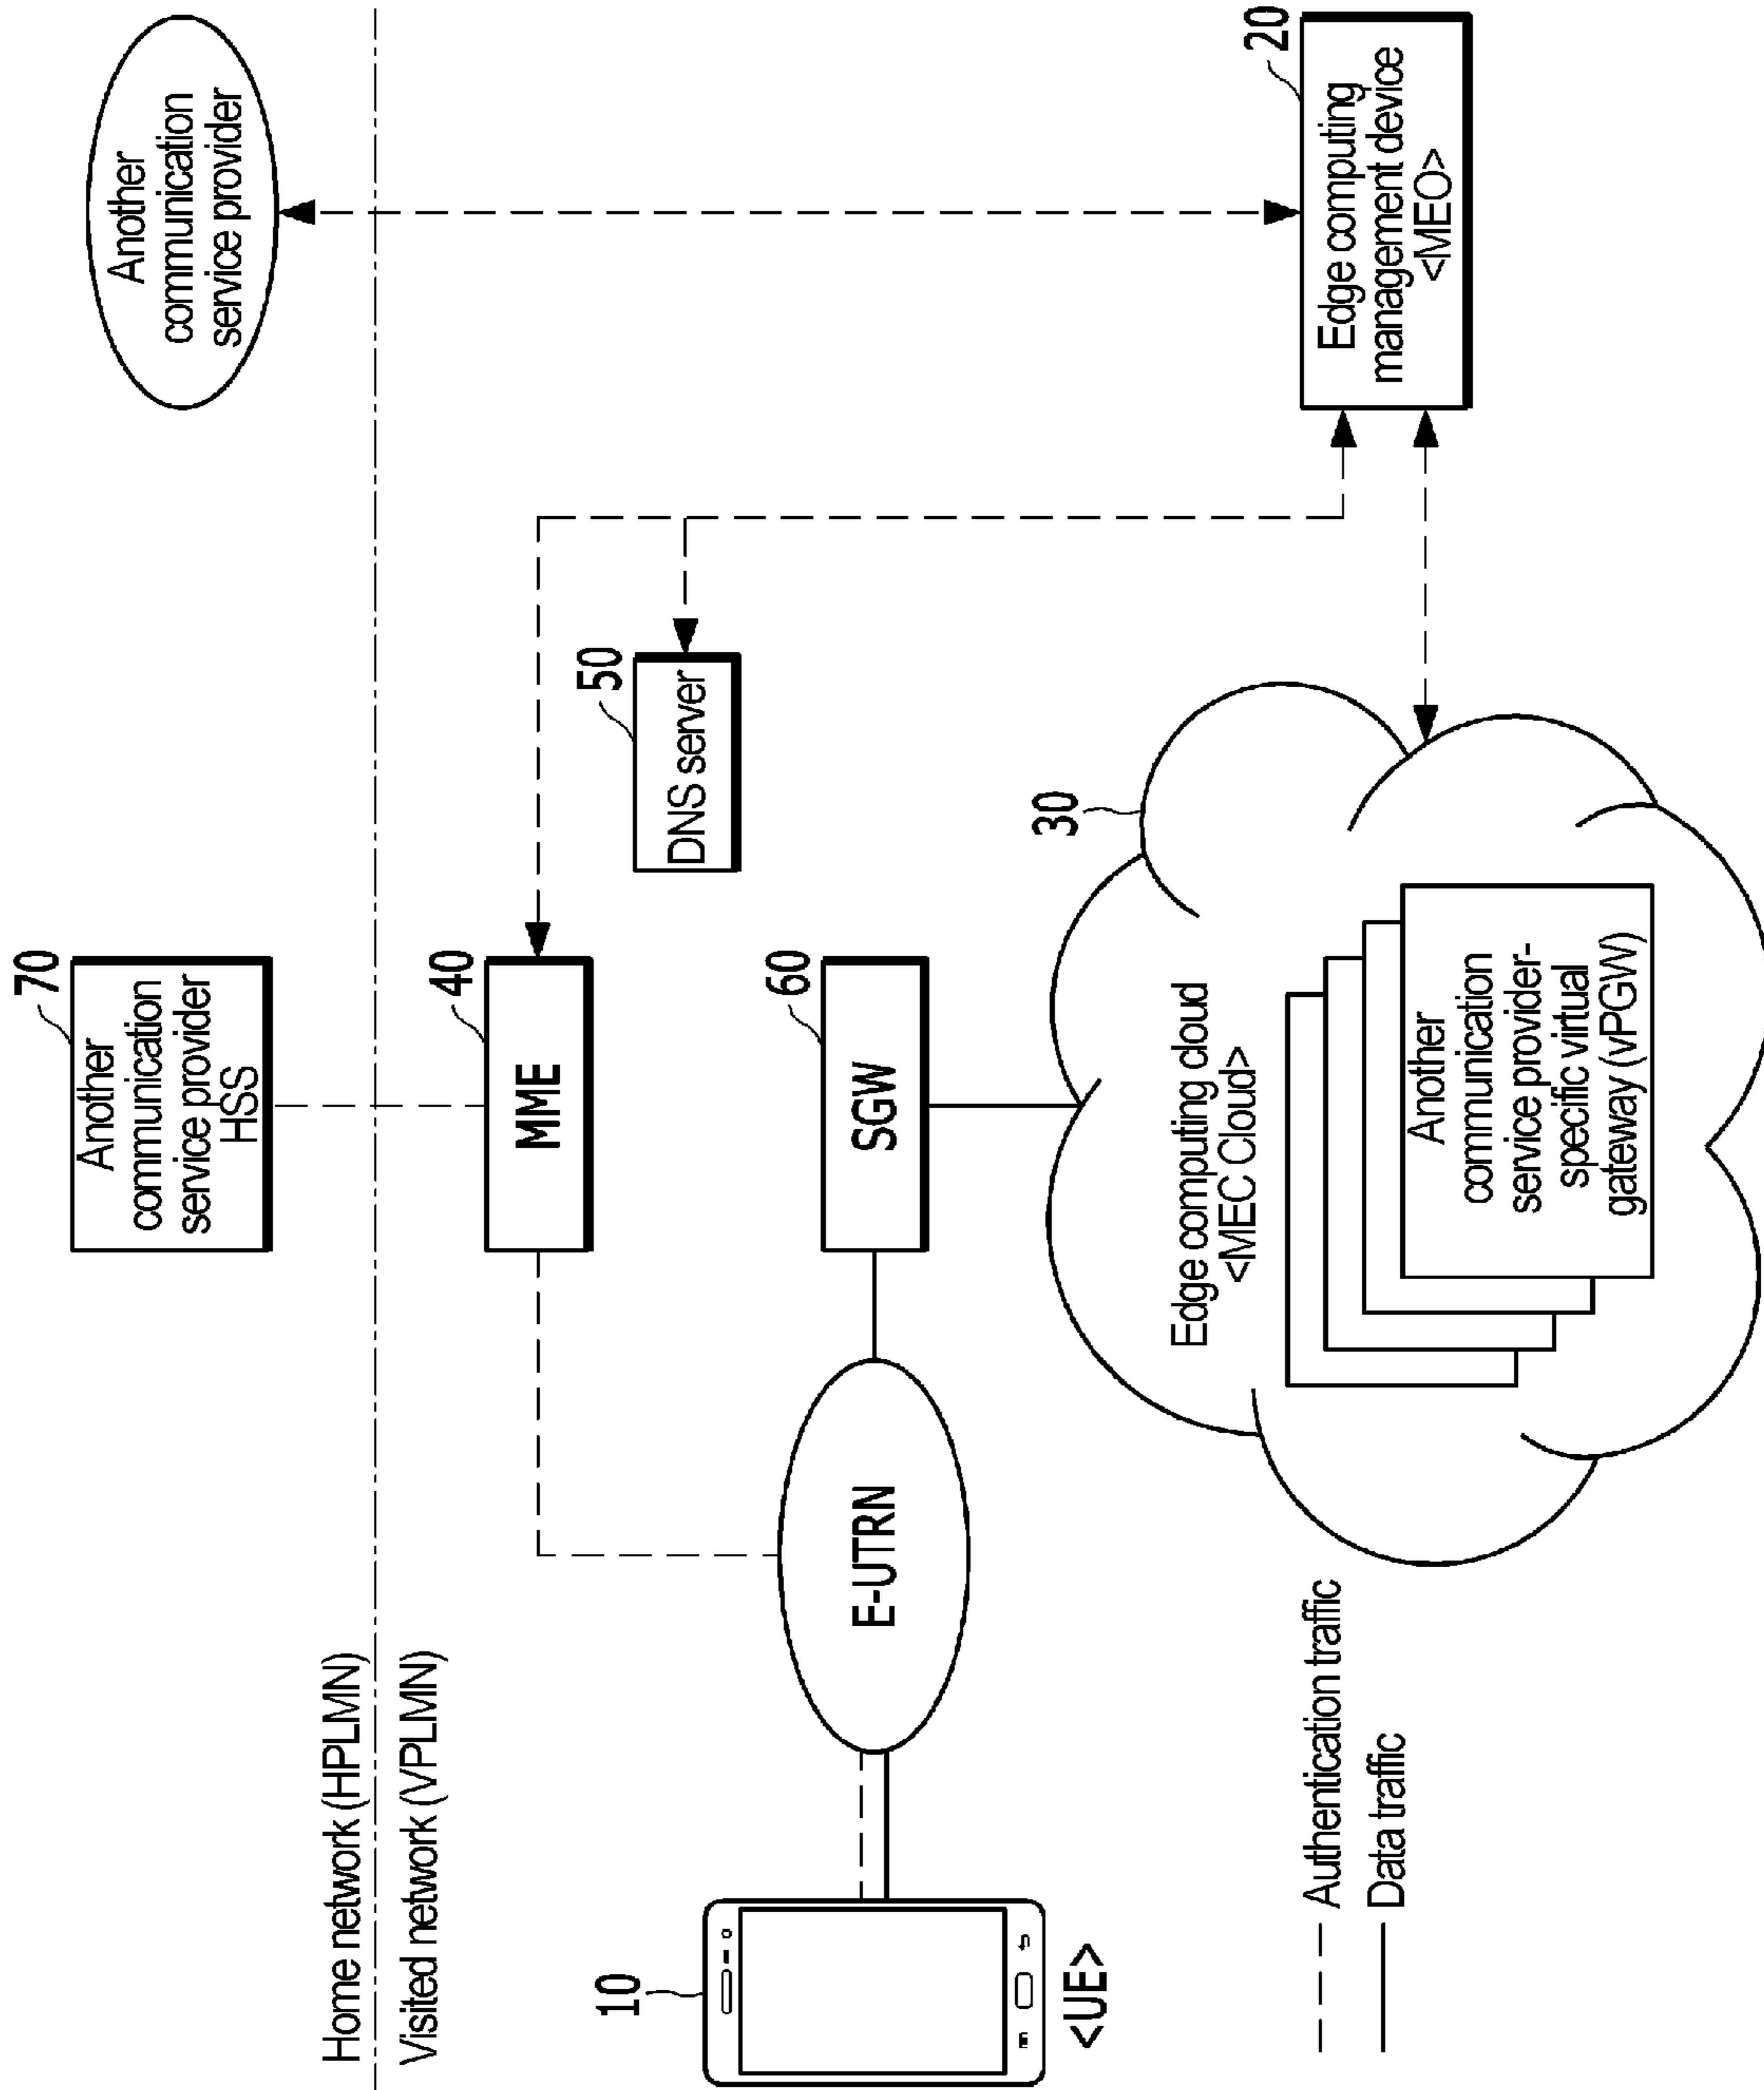 Home network (HPLMN)
Visited network (VPLMN)
70
Another
communication
service provider
HSS
Another
communication
service provider
40
MME
50
DNS server
10
<UE>
E-UTRN
60
SGW
30
Edge computing cloud
<MEC Cloud>
Another
communication
service provider-
specific virtual
gateway (vPGW)
20
Edge computing
management device
<MEO>
Authentication traffic
Data traffic